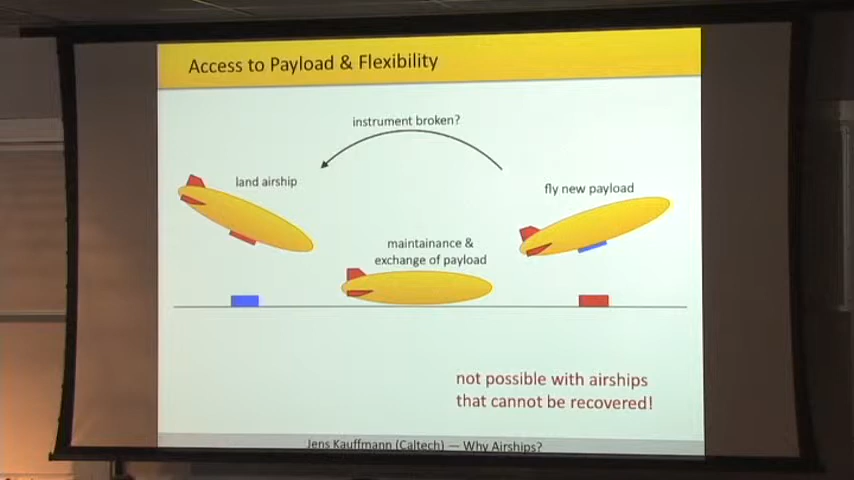 Access to Payload & Flexibility
instrument broken?
land airship
fly new payload
maintainance &
exchange of payload
not possible with airships
that cannot be recovered!
Jens Kauffmann (Caltech) — Why Airships?